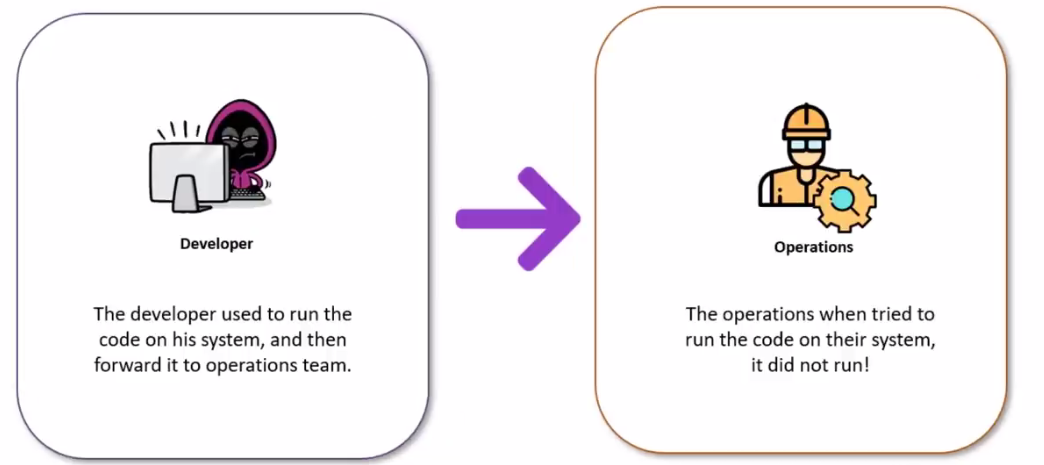 Developer
The developer used to run the
code on his system, and then
forward it to operations team.
Operations
The operations when tried to
run the code on their system,
it did not run!